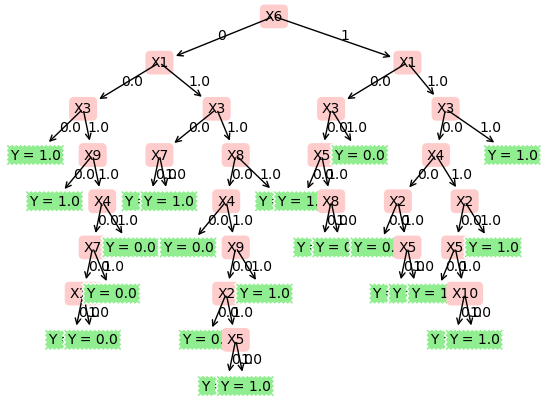 X6
0 1
X1 X1
0.0 1.0 0.0 1.0
X3 X3 X3 X3
0.0 1.0 0.0 1.0 0.0 1.0 0.0 1.0
Y = 1.0 X9 X7 X8 X5 Y = 0.0 X4 Y = 1.0
0.0 1.0 0.0 1.0 0.0 1.0 0.0 1.0 0.0 1.0
Y = 1.0 X4 Y = 1.0 X4 Y = 1. X8 X2 X2
0.0 1.0 0.0 1.0 0.0 1.0 0.0 1.0 0.0 1.0
X7 Y = 0.0 Y = 0.0 X9 X5 X5 Y = 1.0
0.0 1.0 0.0 1.0 0.0 1.0 0.0 1.0
Y = 0.0 X2 Y = 1.0 X10
0.0 1.0 0.0 1.0 0.0 1.0
Y = 0.0 Y = 0. X5 Y = 1.0
0.0 1.0
Y = 1.0